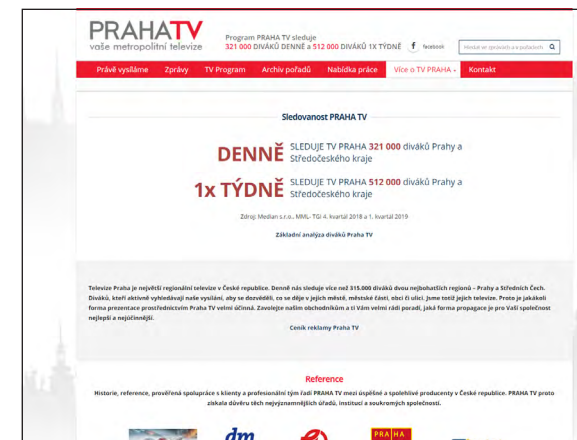 PRAHATV
vaše metropolitní televize
Program PRAHA TV sleduje
321 000 DIVÁKŮ DENNĚ a 512 000 DIVÁKŮ 1X TÝDNĚ
f facebook
Hledat ve zprávách a v pořadech
Právě vysíláme Zprávy TV Program Archiv pořadů Nabídka práce Více o TV PRAHA Kontakt
Sledovanost PRAHA TV
DENNĚ SLEDUJE TV PRAHA 321 000 diváků Prahy a
Středočeského kraje
1x TÝDNĚ SLEDUJE TV PRAHA 512 000 diváků Prahy a
Středočeského kraje
Zdroj: Median s.r.o., MML- TGI 4. kvartál 2018 a 1. kvartál 2019
Základní analýza diváků Praha TV
Televize Praha je největší regionální televize v České republice. Denně nás sleduje více než 315.000 diváků dvou nejbohatších regionů – Prahy a Středních Čech.
Diváků, kteří aktivně vyhledávají naše vysílání, aby se dozvěděli, co se děje v jejich městě, městské části, obci či ulici. Jsme totiž jejich televize. Proto je jakákoli
forma prezentace prostřednictvím Praha TV velmi účinná. Zavolejte našim obchodníkům a ti Vám velmi rádi poradí, jaká forma propagace je pro Vaší společnost
nejlepší a nejúčinnější.
Ceník reklamy Praha TV
Reference
Historie, reference, prověřená spolupráce s klienty a profesionální tým řadí PRAHA TV mezi úspěšné a spolehlivé producenty v České republice. PRAHA TV proto
získala důvěru těch nejvýznamnějších úřadů, institucí a soukromých společností.
dm
PRA HA